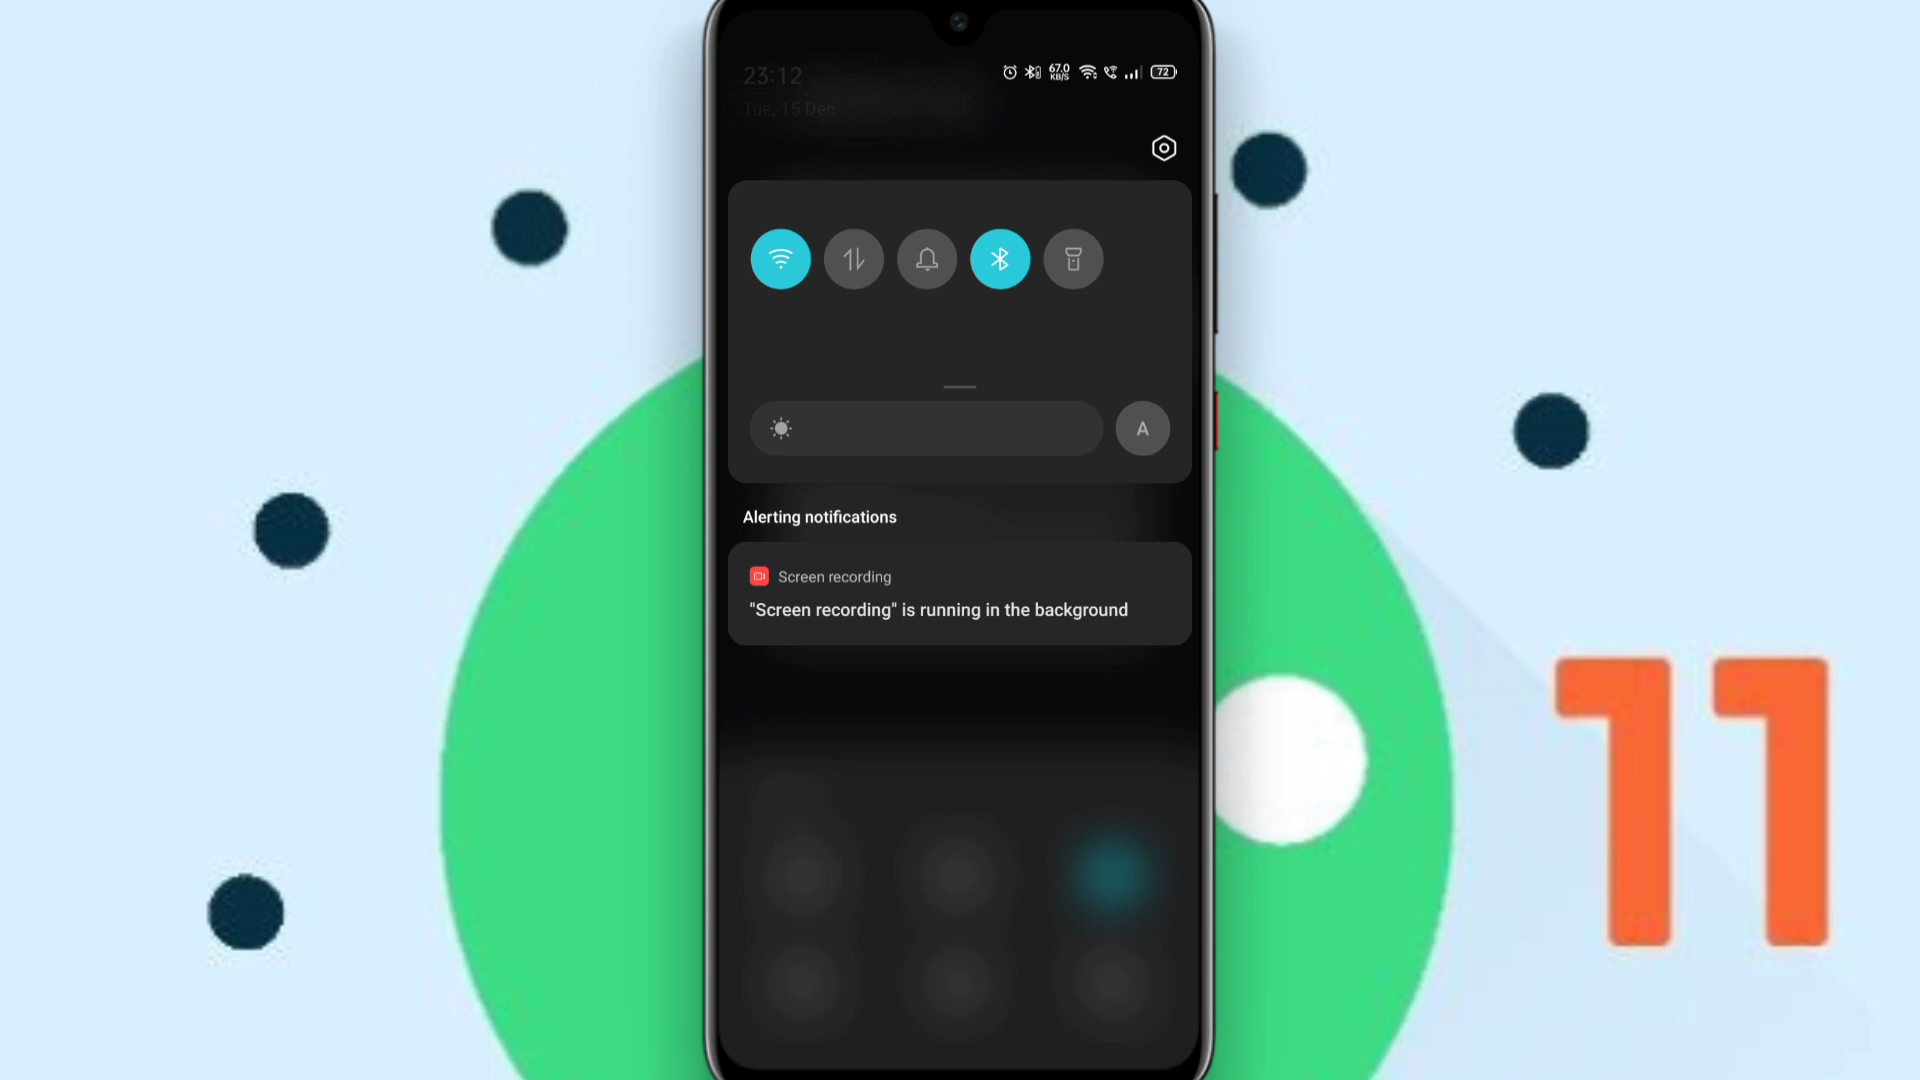 23:12
67.0
KB/S
72
Tue, 15 Dec
A
Alerting notifications
Screen recording
"Screen recording" is running in the background
11